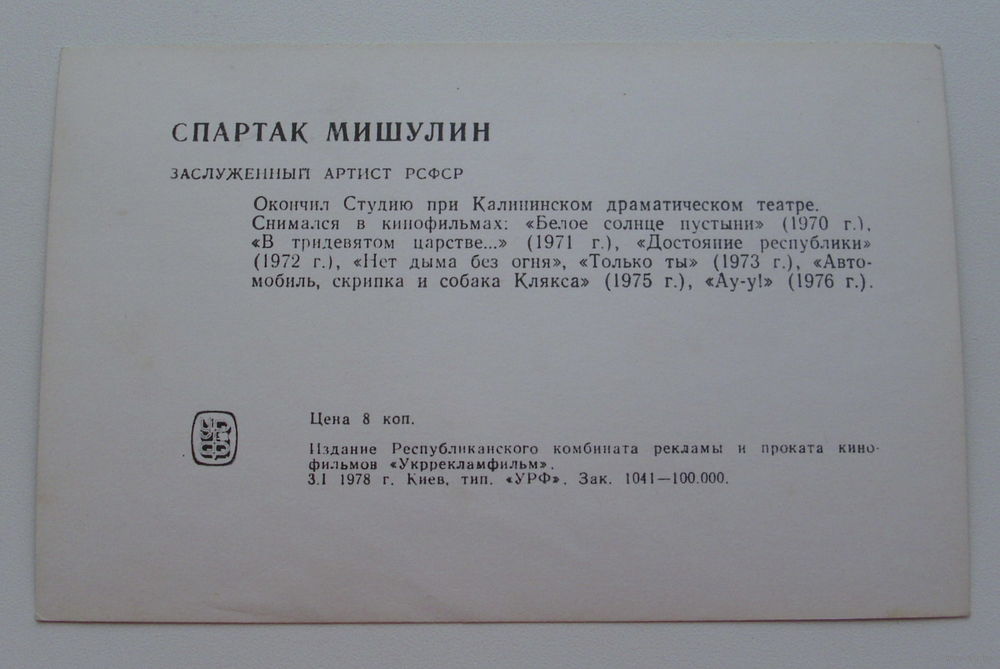 СПАРТАК МИШУЛИН
ЗАСЛУЖЕННЫЙ АРТИСТ РСФСР
Окончил Студию при Калининском драматическом театре.
Снимался в кинофильмах: «Белое солнце пустыни» (1970 г.),
«В тридевятом царстве...» (1971 г.), «Достояние республики»
(1972 г.), «Нет дыма без огня», «Только ты» (1973 г.), «Авто-
мобиль, скрипка и собака Клякса» (1975 г.), «Ау-у!» (1976 г.).
Цена 8 коп.
Издание Республиканского комбината рекламы и проката кино-
фильмов «Укррекламфильм».
3.I 1978 г. Киев, тип. «УРФ». Зак. 1041—100.000.